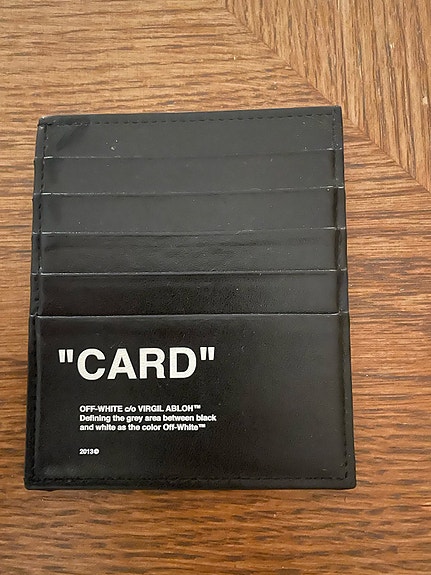 "CARD"
OFF-WHITE c/o VIRGIL ABLOH™
Defining the grey area between black
and white as the color Off-White™
2013©